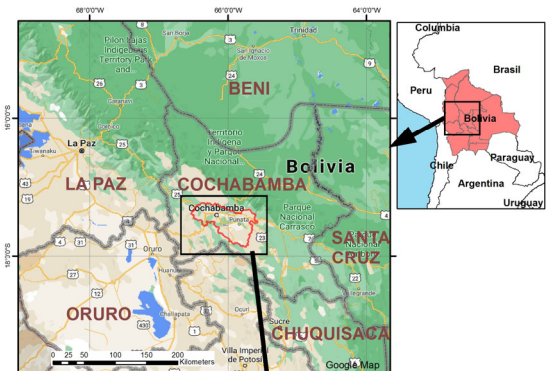 68°0'0"W
66°0'0"W
64°0'0"W
Columbia
Brasil
Peru
Bolivia
Chile
Paraguay
Argentina
Uruguay
Pilon Lajas
Indigenous
Territory Park
and...
San Borja
San Ignacio
de Moxos
Trinidad
BENI
Caranavi
16°0'0"S
La Paz
Tiwanaku
Territorio
Indígena
y Parque
Nacional
Bolivia
LA PAZ
COCHABAMBA
Cochabamba
Punata
Parque
Nacional
Carrasco
SANTA
CRUZ
18°0'0"S
Oruro
Huanuni
ORURO
Challapata
Sucre
CHUQUISACA
Villa Imperial
de Potosí
0 25 50 100 150 200
Kilometers
Google Map